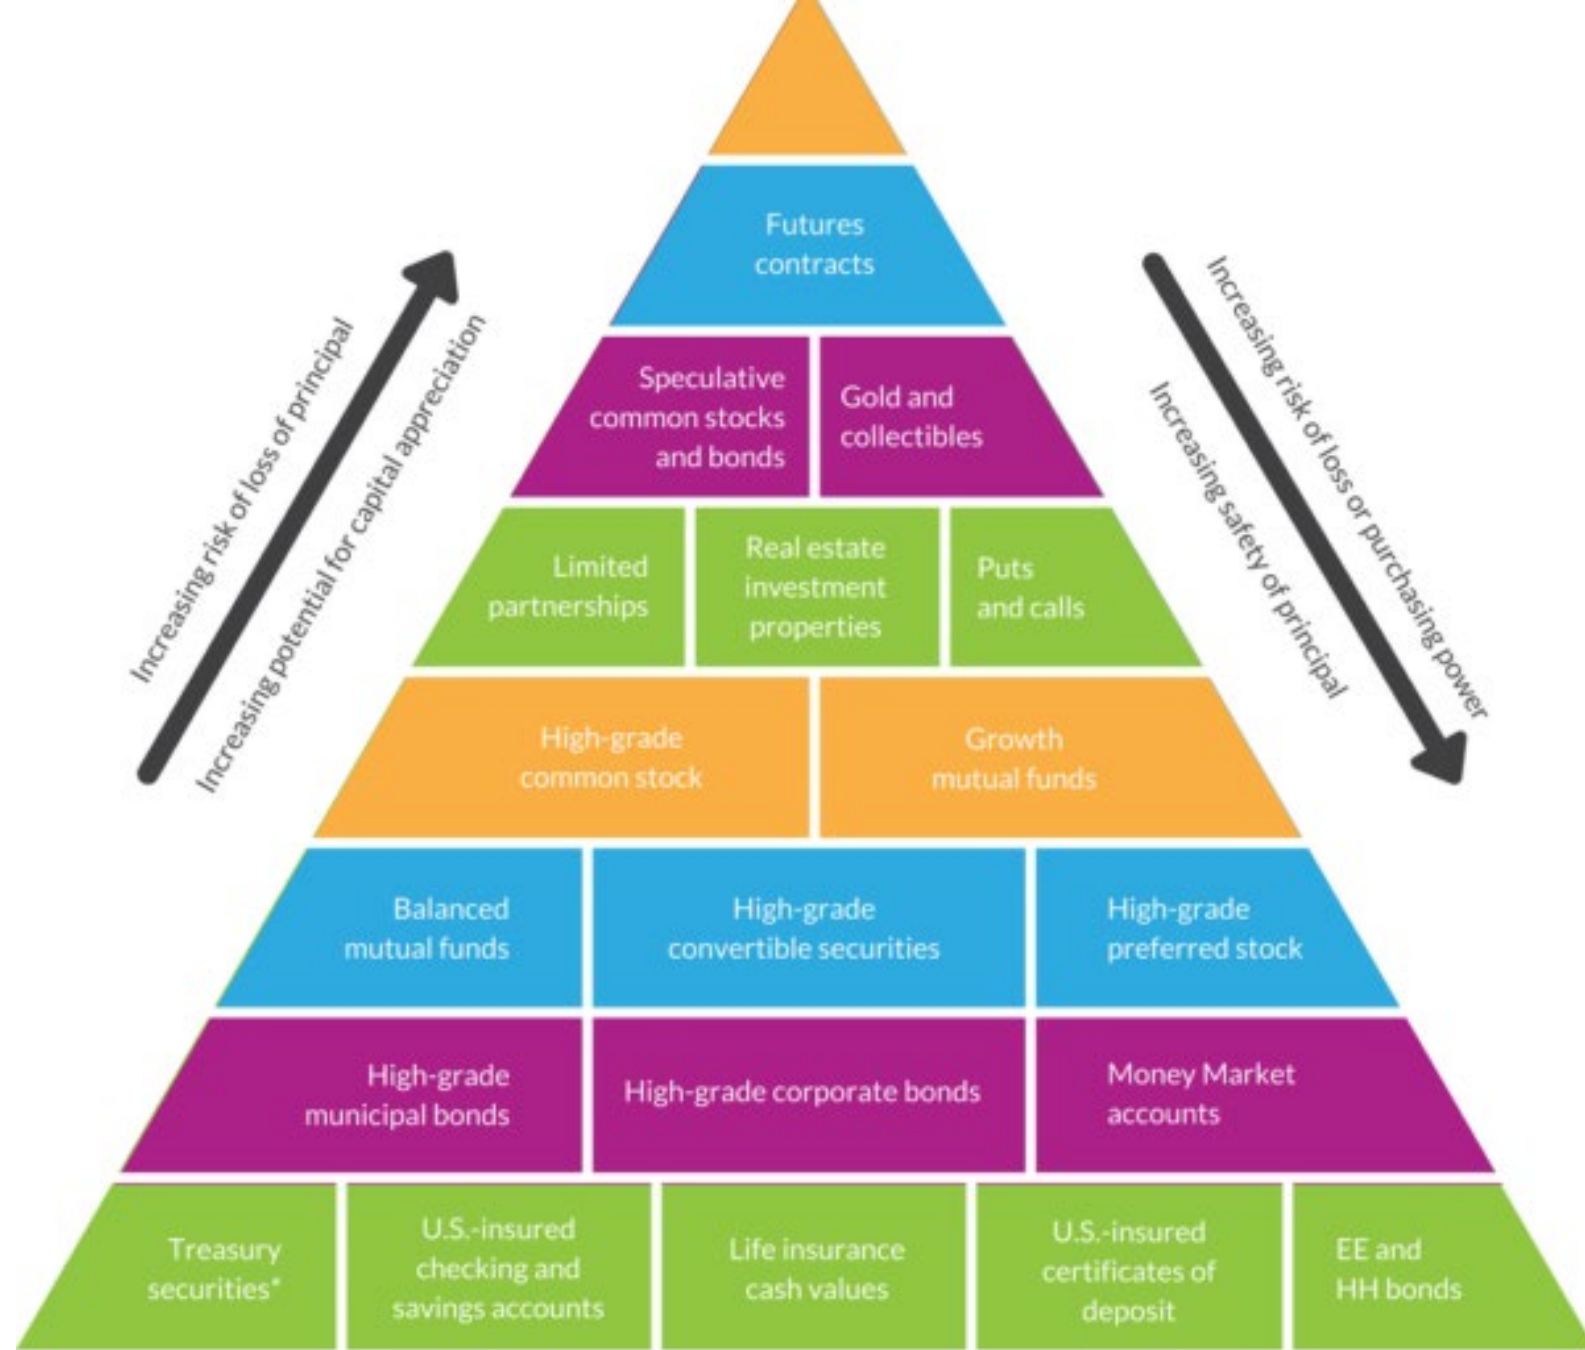 Futures
contracts
Speculative
common stocks
and bonds
Gold and
collectibles
Limited
partnerships
Real estate
investment
properties
Puts
and calls
High-grade
common stock
Growth
mutual funds
Balanced
mutual funds
High-grade
convertible securities
High-grade
preferred stock
High-grade
municipal bonds
High-grade corporate bonds
Money Market
accounts
Treasury
securities*
U.S.-insured
checking and
savings accounts
Life insurance
cash values
U.S.-insured
certificates of
deposit
EE and
HH bonds
Increasing risk of loss of principal
Increasing potential for capital appreciation
Increasing risk of loss or purchasing power
Increasing safety of principal